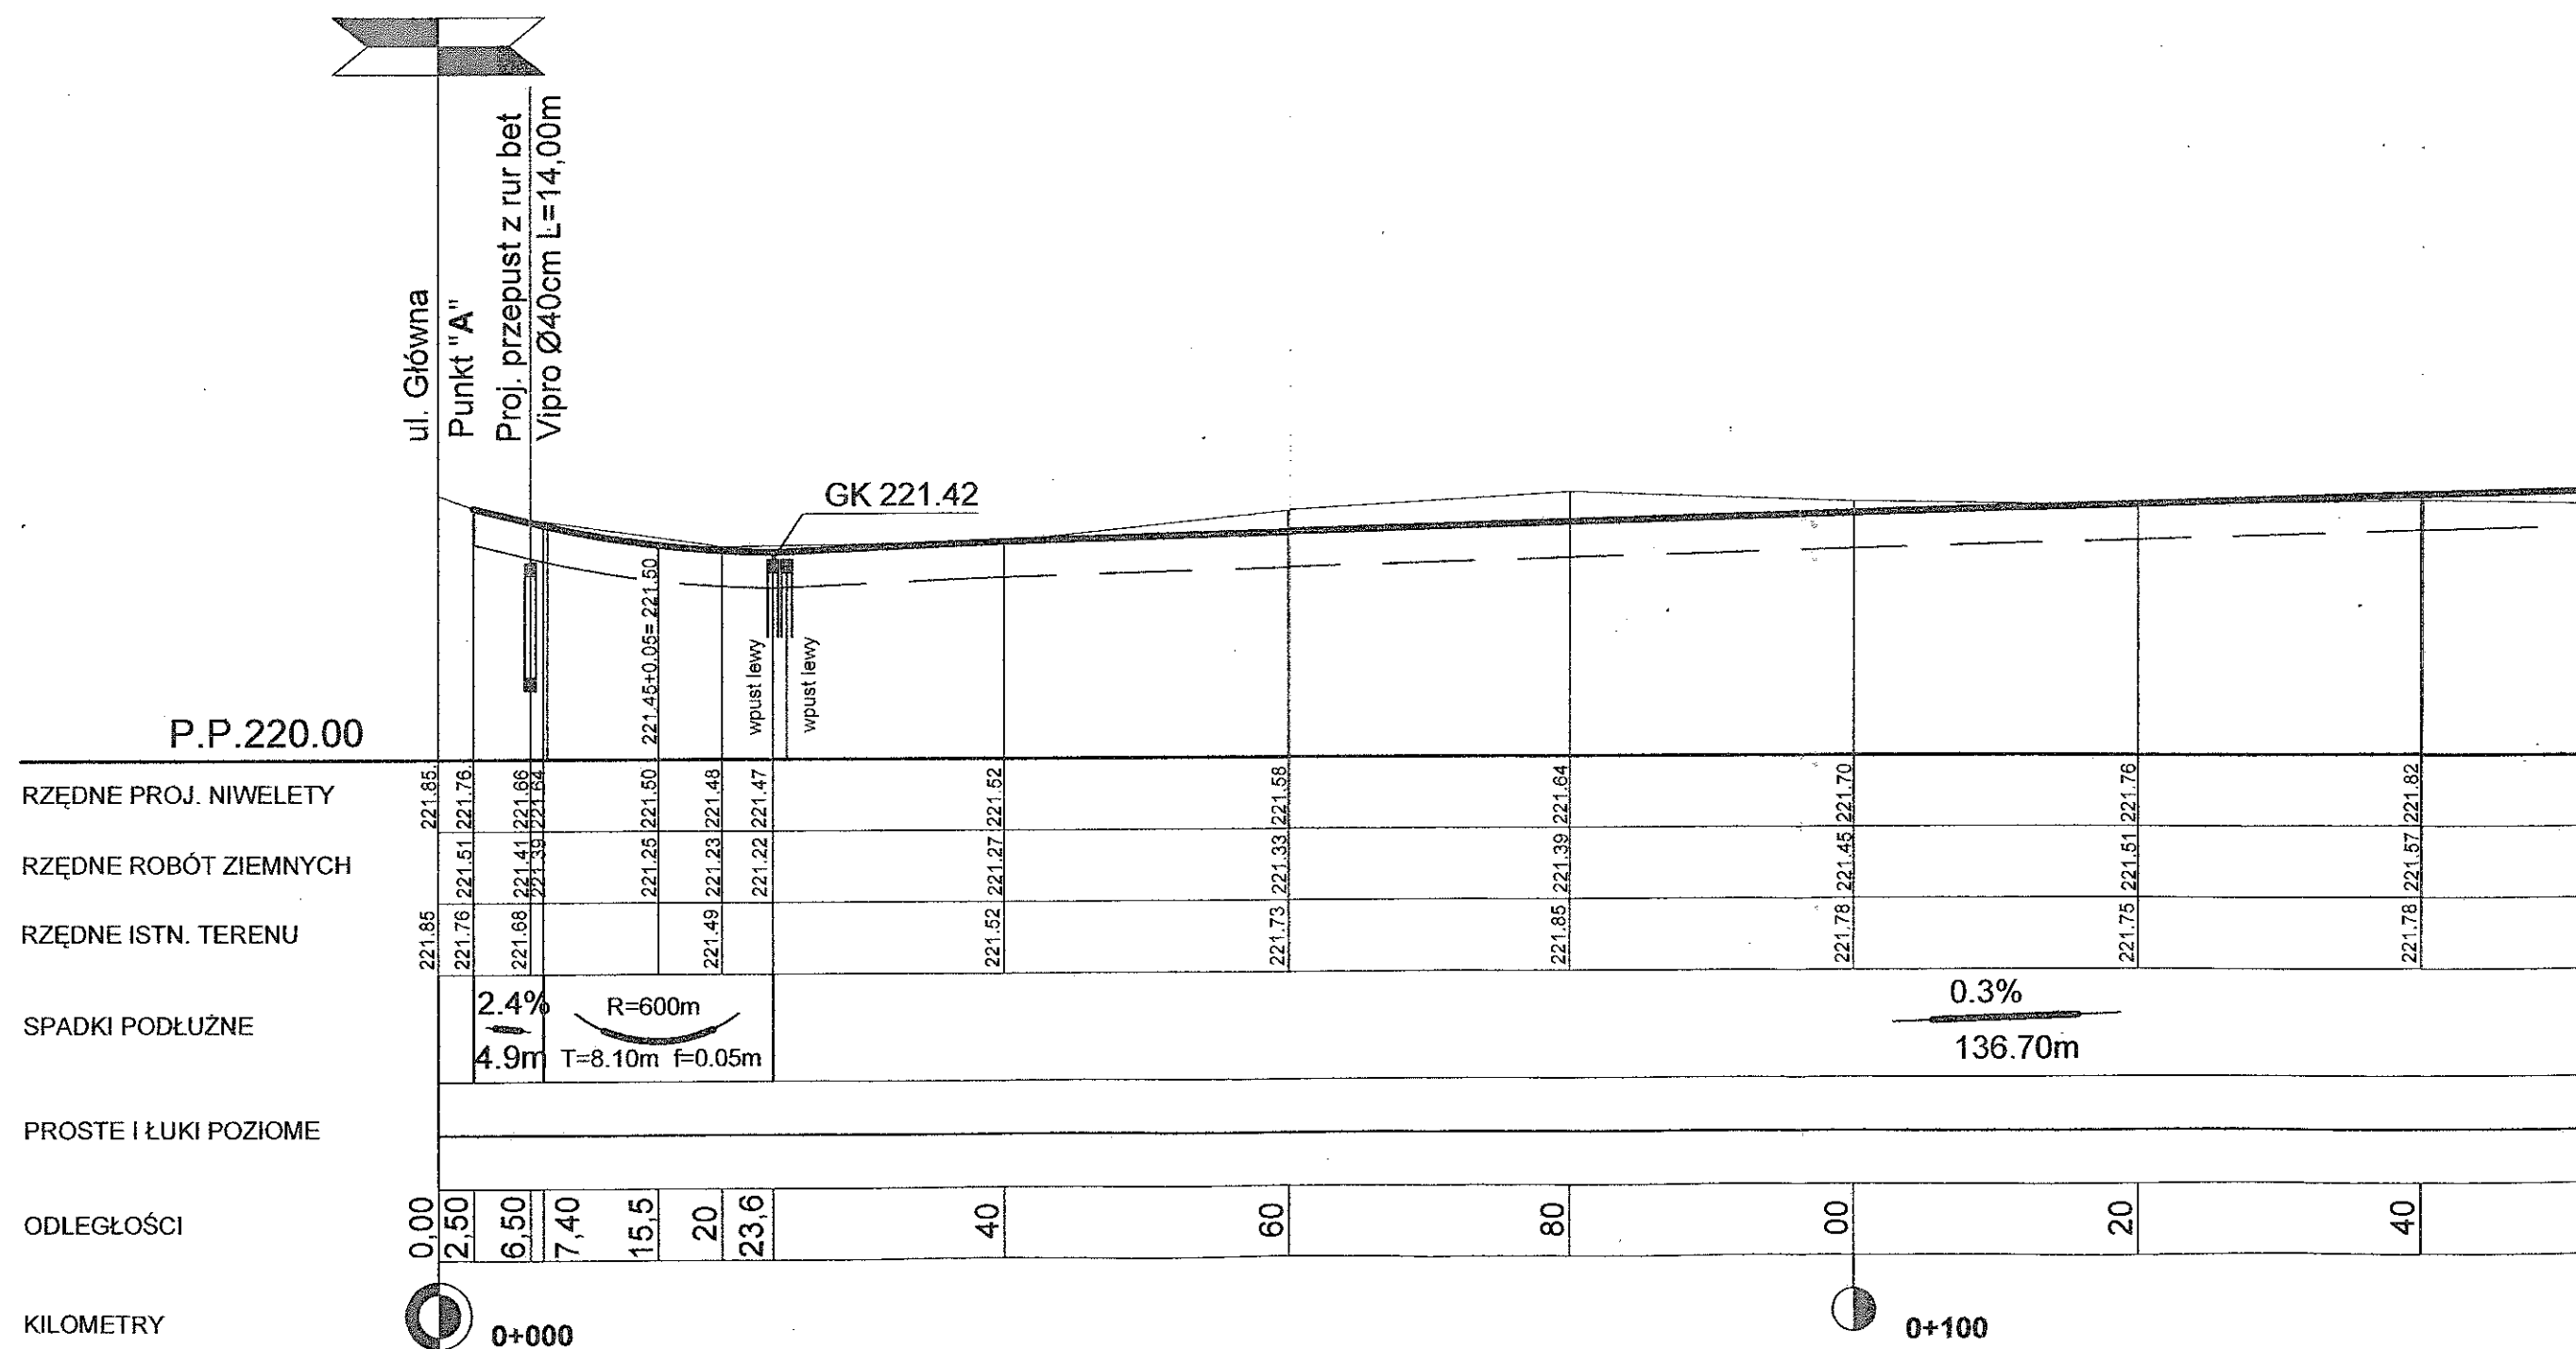 ul. Główna
Punkt "A"
Proj. przepust z rur bet
Vipro Ø40cm L=14,00m
GK 221.42
221.45+0.05= 221.50
wpust lewy
wpust lewy
P.P.220.00
RZĘDNE PROJ. NIWELETY
221.85 221.76 221.66 221.64 221.50 221.48 221.47 221.52 221.58 221.64 221.70 221.76 221.82
RZĘDNE ROBÓT ZIEMNYCH
221.51 221.41 221.39 221.25 221.23 221.22 221.27 221.33 221.39 221.45 221.51 221.57
RZĘDNE ISTN. TERENU
221.85 221.76 221.68 221.49 221.52 221.73 221.85 221.78 221.75 221.78
SPADKI PODŁUŻNE
2.4%
4.9m
R=600m
T=8.10m f=0.05m
0.3%
136.70m
PROSTE I ŁUKI POZIOME
ODLEGŁOŚCI
0,00 2,50 6,50 7,40 15,5 20 23,6 40 60 80 00 20 40
KILOMETRY
0+000
0+100